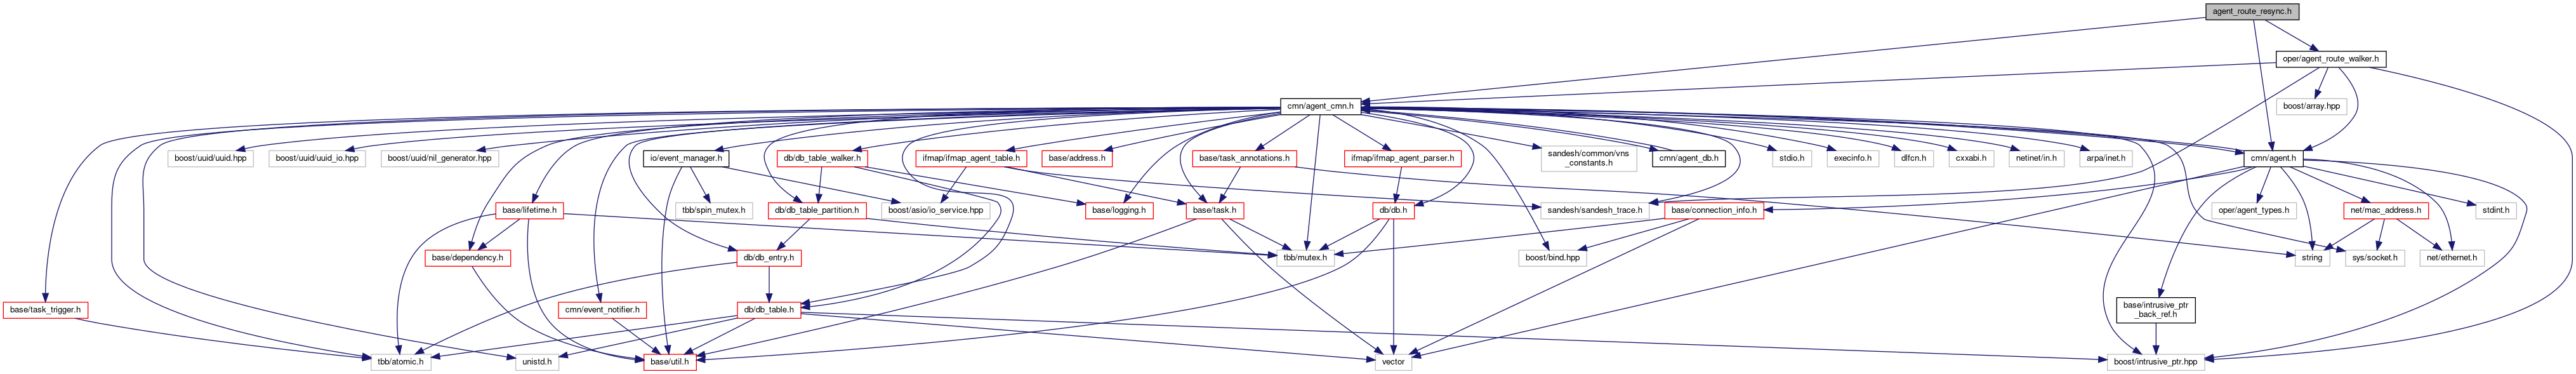 agent_route_resync.h
oper/agent_route_walker.h
cmn/agent_cmn.h
boost/array.hpp
boost/uuid/uuid.hpp
boost/uuid/uuid_io.hpp
boost/uuid/nil_generator.hpp
io/event_manager.h
db/db_table_walker.h
ifmap/ifmap_agent_table.h
base/address.h
base/task_annotations.h
ifmap/ifmap_agent_parser.h
sandesh/common/vns
_constants.h
cmn/agent_db.h
stdio.h
execinfo.h
dlfcn.h
cxxabi.h
netinet/in.h
arpa/inet.h
cmn/agent.h
base/lifetime.h
tbb/spin_mutex.h
db/db_table_partition.h
boost/asio/io_service.hpp
base/logging.h
base/task.h
db/db.h
sandesh/sandesh_trace.h
base/connection_info.h
oper/agent_types.h
net/mac_address.h
stdint.h
base/dependency.h
db/db_entry.h
tbb/mutex.h
boost/bind.hpp
string
sys/socket.h
net/ethernet.h
base/task_trigger.h
cmn/event_notifier.h
db/db_table.h
base/intrusive_ptr
_back_ref.h
tbb/atomic.h
unistd.h
base/util.h
vector
boost/intrusive_ptr.hpp